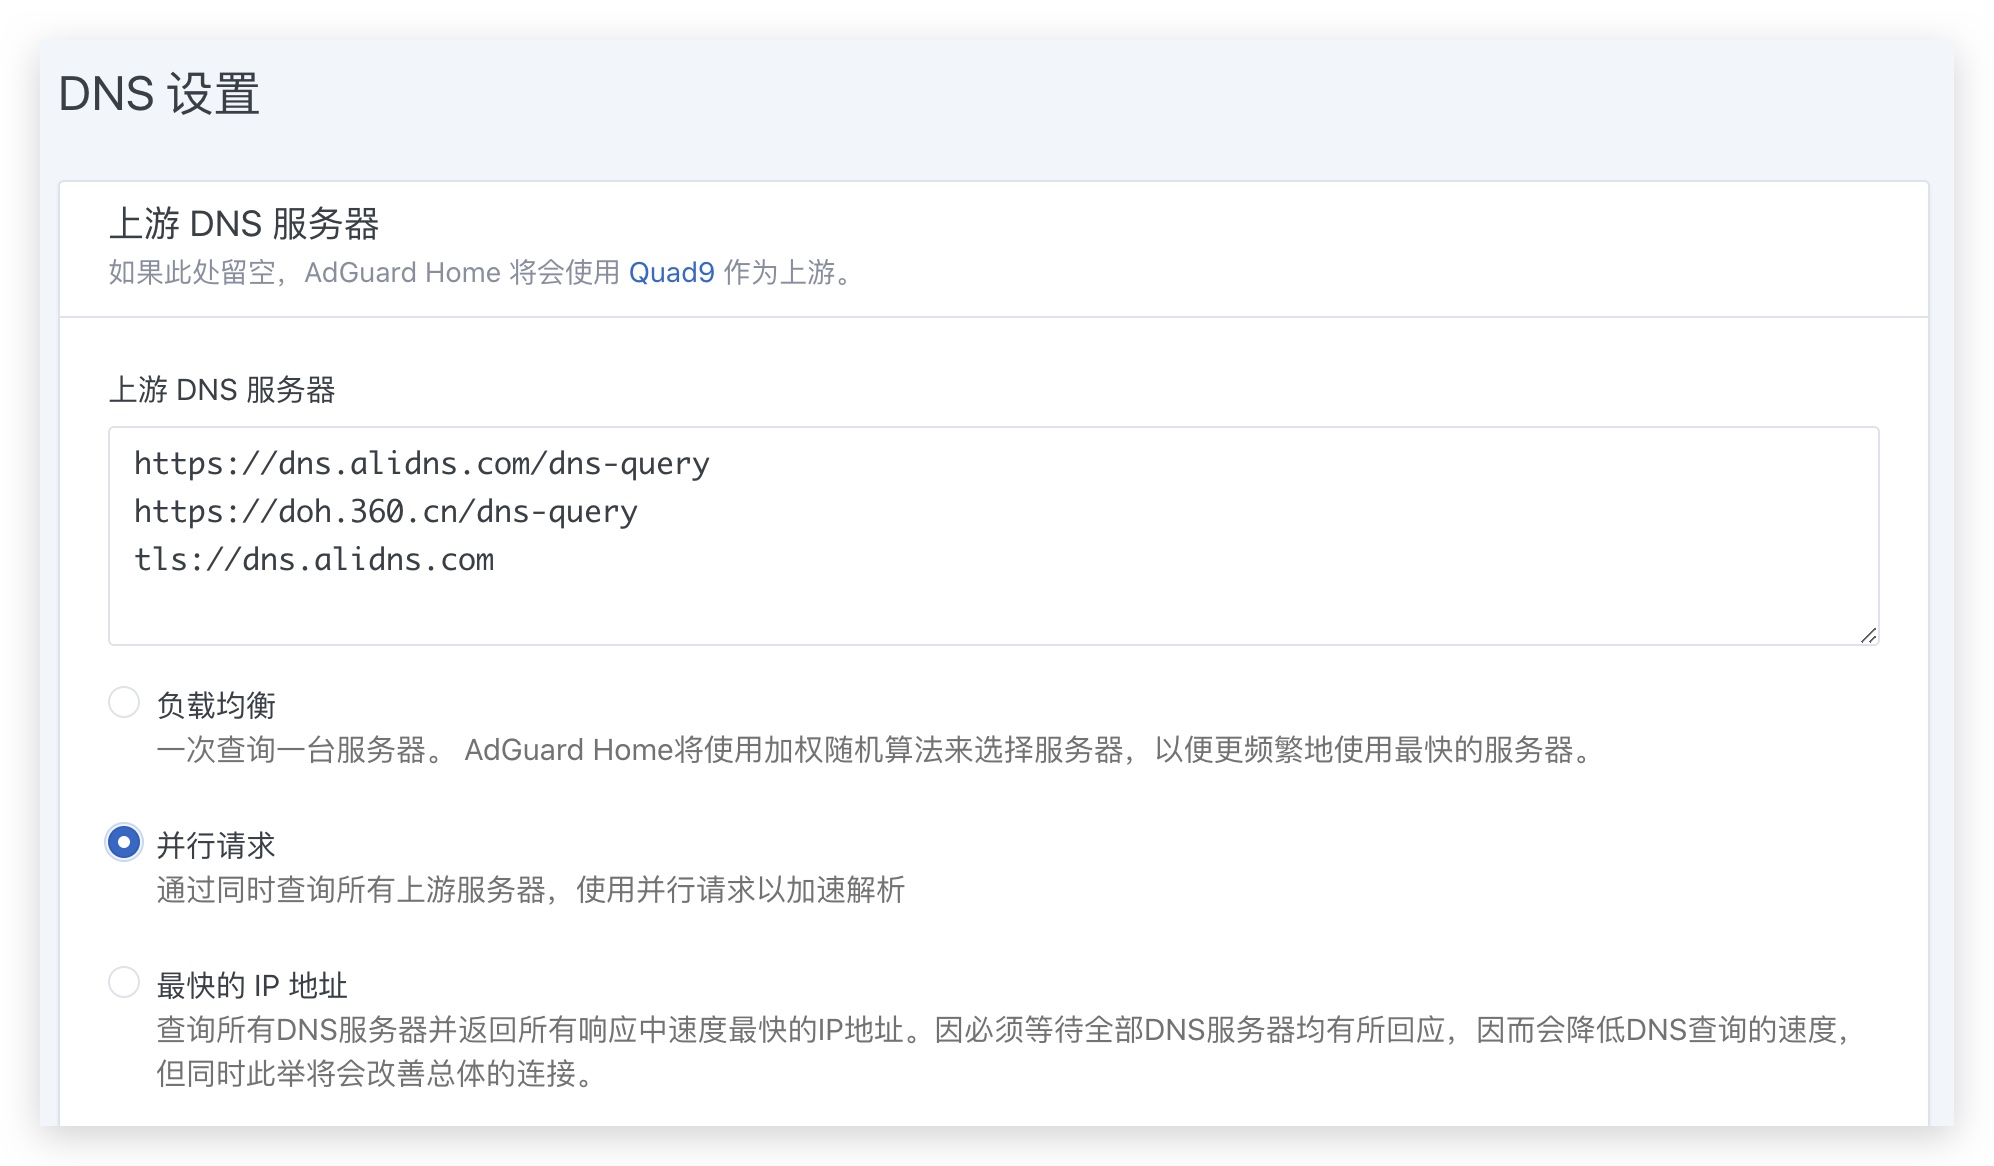 DNS 设置
上游 DNS 服务器
如果此处留空，AdGuard Home 将会使用 Quad9 作为上游。
上游 DNS 服务器
https://dns.alidns.com/dns-query
https://doh.360.cn/dns-query
tls://dns.alidns.com
负载均衡
一次查询一台服务器。 AdGuard Home将使用加权随机算法来选择服务器，以便更频繁地使用最快的服务器。
并行请求
通过同时查询所有上游服务器，使用并行请求以加速解析
最快的 IP 地址
查询所有DNS服务器并返回所有响应中速度最快的IP地址。因必须等待全部DNS服务器均有所回应，因而会降低DNS查询的速度，
但同时此举将会改善总体的连接。